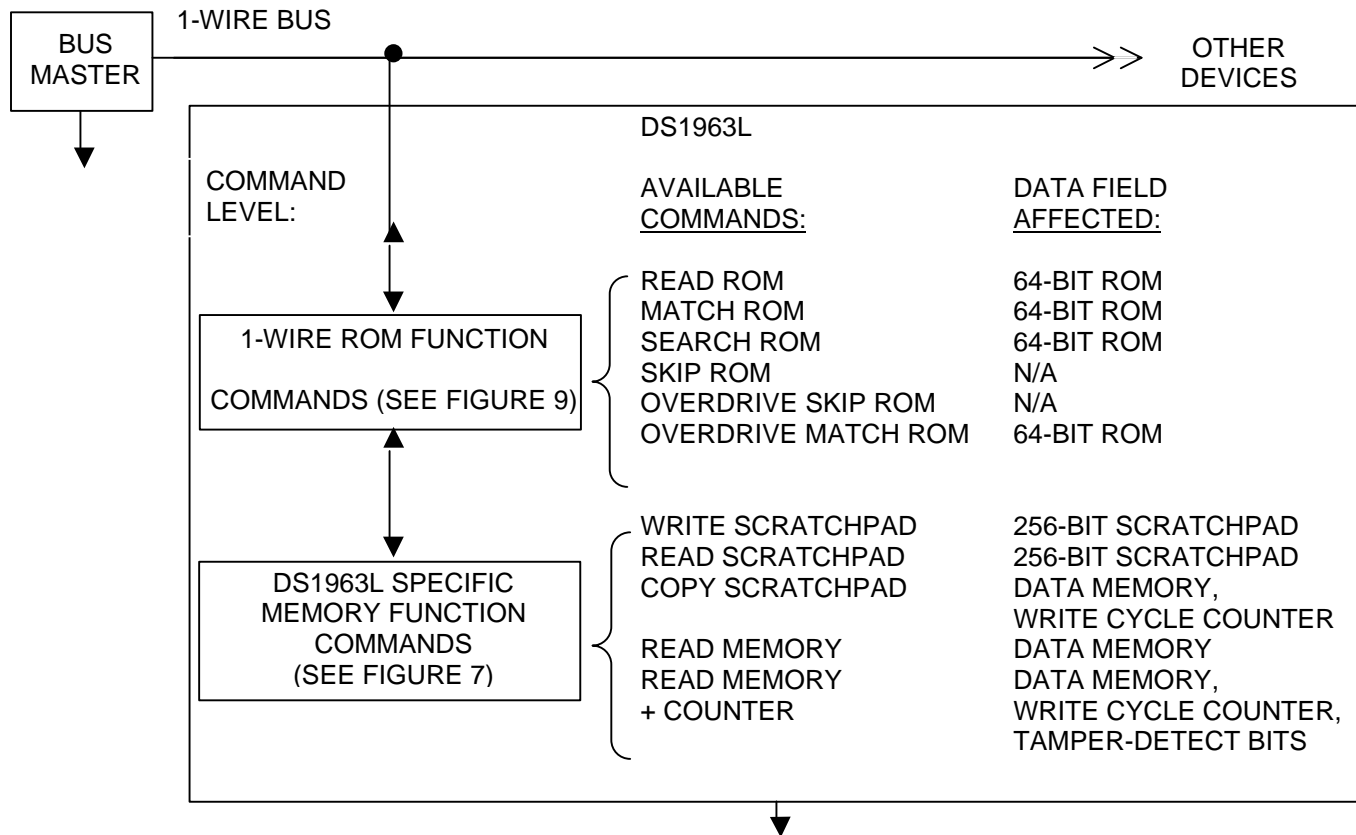 1-WIRE BUS
BUS
MASTER
OTHER
DEVICES
DS1963L
COMMAND
LEVEL:
AVAILABLE
COMMANDS:
DATA FIELD
AFFECTED:
1-WIRE ROM FUNCTION
COMMANDS (SEE FIGURE 9)
READ ROM 64-BIT ROM
MATCH ROM 64-BIT ROM
SEARCH ROM 64-BIT ROM
SKIP ROM N/A
OVERDRIVE SKIP ROM N/A
OVERDRIVE MATCH ROM 64-BIT ROM
DS1963L SPECIFIC
MEMORY FUNCTION
COMMANDS
(SEE FIGURE 7)
WRITE SCRATCHPAD 256-BIT SCRATCHPAD
READ SCRATCHPAD 256-BIT SCRATCHPAD
COPY SCRATCHPAD DATA MEMORY,
WRITE CYCLE COUNTER
READ MEMORY DATA MEMORY
READ MEMORY DATA MEMORY,
+ COUNTER WRITE CYCLE COUNTER,
TAMPER-DETECT BITS